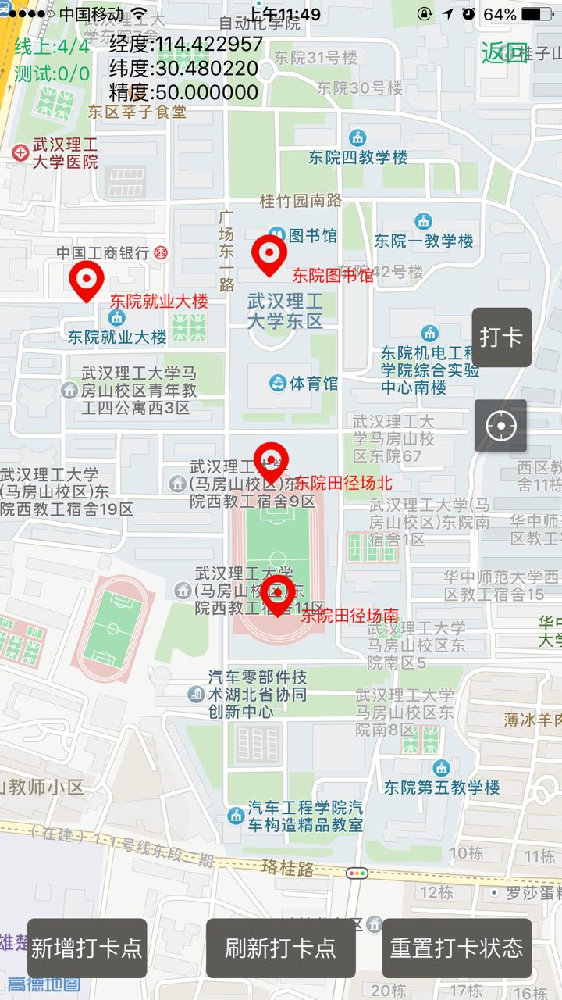 中国移动
上午11:49
64%
武汉理工大
学东院二舍
自动化学院
线上:4/4
经度:114.422957
返回
桂子山
东院31号楼
测试:0/0
纬度:30.480220
精度:50.000000
东院30号楼
东区莘子食堂
武汉理工
大学医院
东院四教学楼
桂竹园南路
广场东一路
图书馆
东院一教学楼
中国工商银行
东院42号楼
东院图书馆
东院就业大楼
武汉理工
大学东区
东院就业大楼
打卡
东院机电工程
学院综合实验
中心南楼
武汉理工大学马
房山校区青年教
工四公寓西3区
体育馆
武汉理工大
学马房山校
区东院67
武汉理工大学
(马房山校区)东
院西教工宿舍19区
武汉理工大学
(马房山校区)东
院西教工宿舍9区
东院田径场北
西区教
舍11栋
武汉理工大学(马
房山校区)东院南
宿舍1区
华中师范
区教工
武汉理工大学
(马房山校区)东
院西教工宿舍11区
东院田径场南
华中师范大学西
区教工宿舍15
武汉理工大学
马房山校区东
院南区5
华中
大学
汽车零部件技
术湖北省协同
创新中心
武汉理工大学
马房山校区东
院南8区
薄冰羊肉
山教师小区
东院第五教学楼
汽车工程学院汽
车构造精品教室
(在建)11号线东段二期
珞桂路
10栋
11栋
12栋
罗莎蛋糕
雄楚
新增打卡点
刷新打卡点
重置打卡状态
区
高德地图
20栋
17栋
16栋